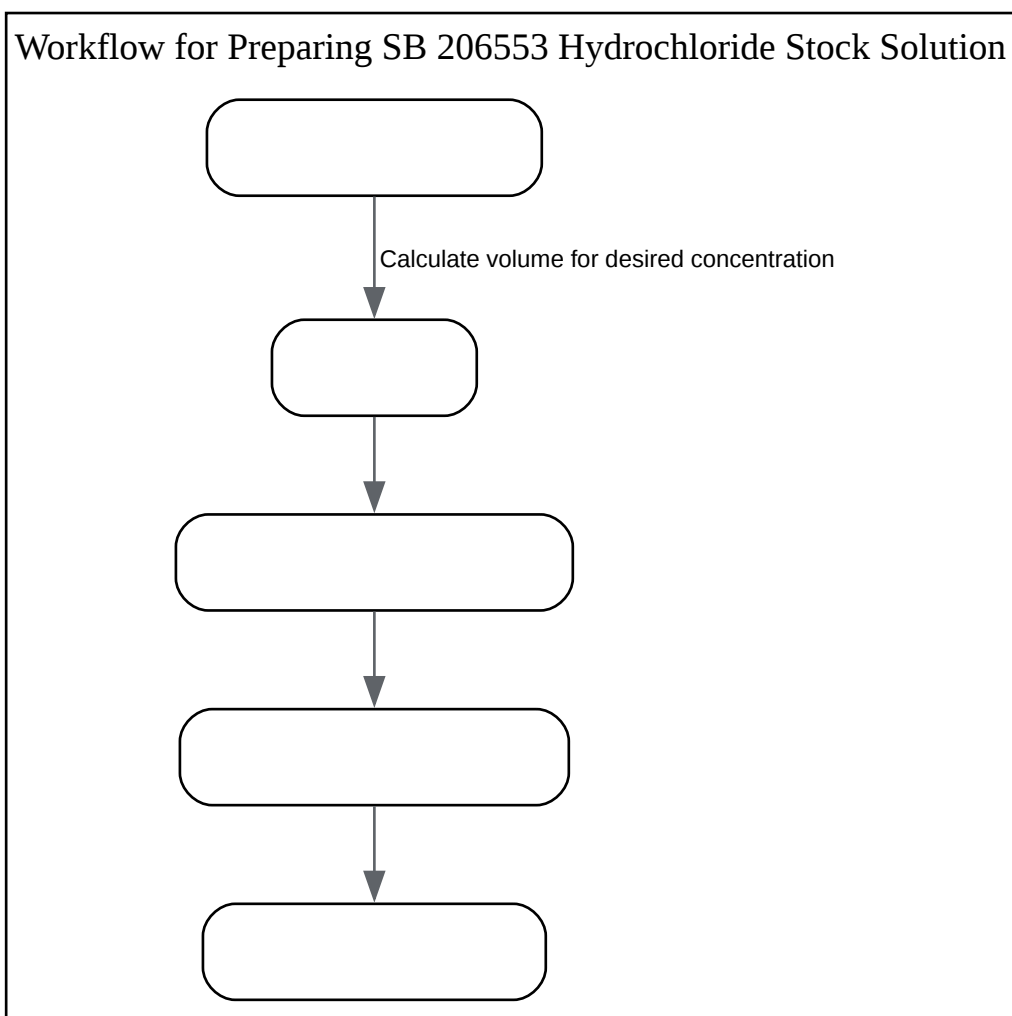 Workflow for Preparing SB 206553 Hydrochloride Stock Solution
Calculate volume for desired concentration